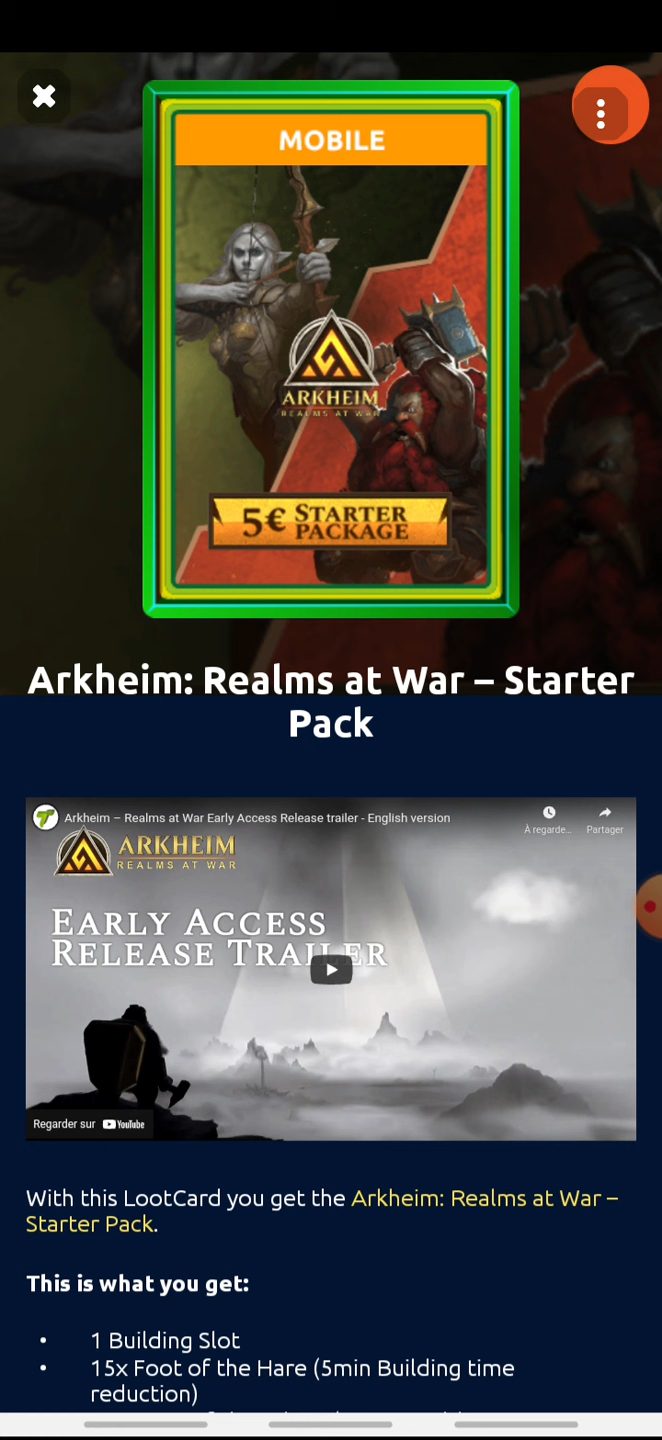 MOBILE
ARKHEIM
REALMS AT WAR
5€ STARTER
PACKAGE
Arkheim: Realms at War – Starter
Pack
Arkheim – Realms at War Early Access Release trailer - English version
À regarde...
Partager
ARKHEIM
REALMS AT WAR
EARLY ACCESS
RELEASE TRAILER
Regarder sur YouTube
With this LootCard you get the Arkheim: Realms at War –
Starter Pack.
This is what you get:
• 1 Building Slot
• 15x Foot of the Hare (5min Building time
reduction)